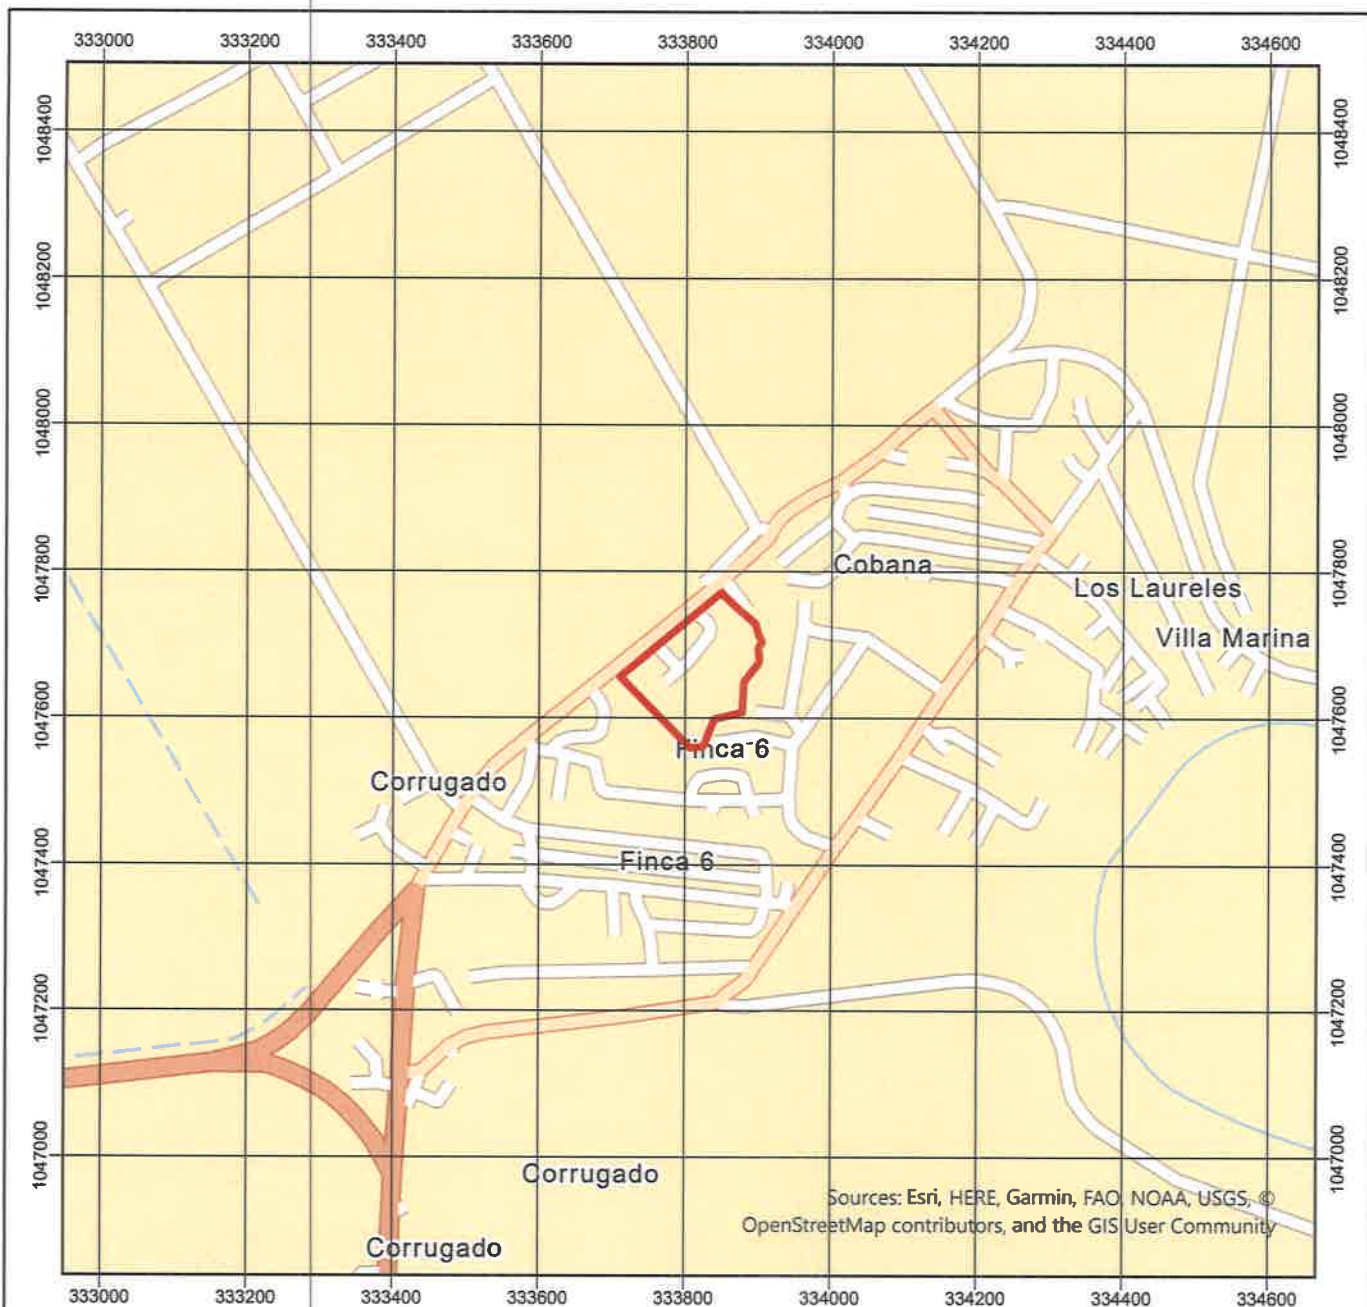 333000 333200 333400 333600 333800 334000 334200 334400 334600
1048400 1048400
1048200 1048200
1048000 1048000
1047800 1047800
Cobana
Los Laureles
Villa Marina
1047600 1047600
Finca-6
Corrugado
1047400 1047400
Finca 6
1047200 1047200
1047000 1047000
Corrugado
Sources: Esri, HERE, Garmin, FAO, NOAA, USGS, ©
OpenStreetMap contributors, and the GIS User Community
Corrugado
333000 333200 333400 333600 333800 334000 334200 334400 334600